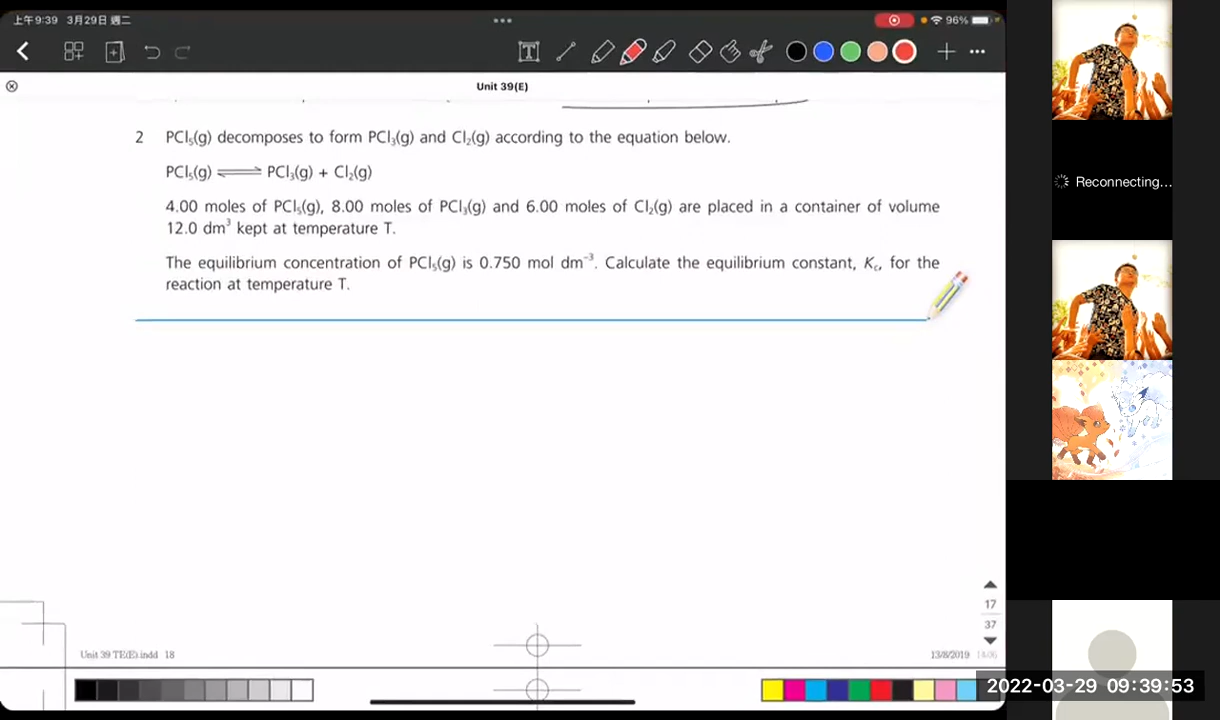 上午9:39 3月29日 週二
96%
Unit 39(E)
2 PCl₅(g) decomposes to form PCl₃(g) and Cl₂(g) according to the equation below.
PCl₅(g) ⇌ PCl₃(g) + Cl₂(g)
4.00 moles of PCl₅(g), 8.00 moles of PCl₃(g) and 6.00 moles of Cl₂(g) are placed in a container of volume
12.0 dm³ kept at temperature T.
The equilibrium concentration of PCl₅(g) is 0.750 mol dm⁻³. Calculate the equilibrium constant, Kc, for the
reaction at temperature T.
Reconnecting...
17
37
Unit 39 TE(E).indd 18
13/8/2019
2022-03-29 09:39:53